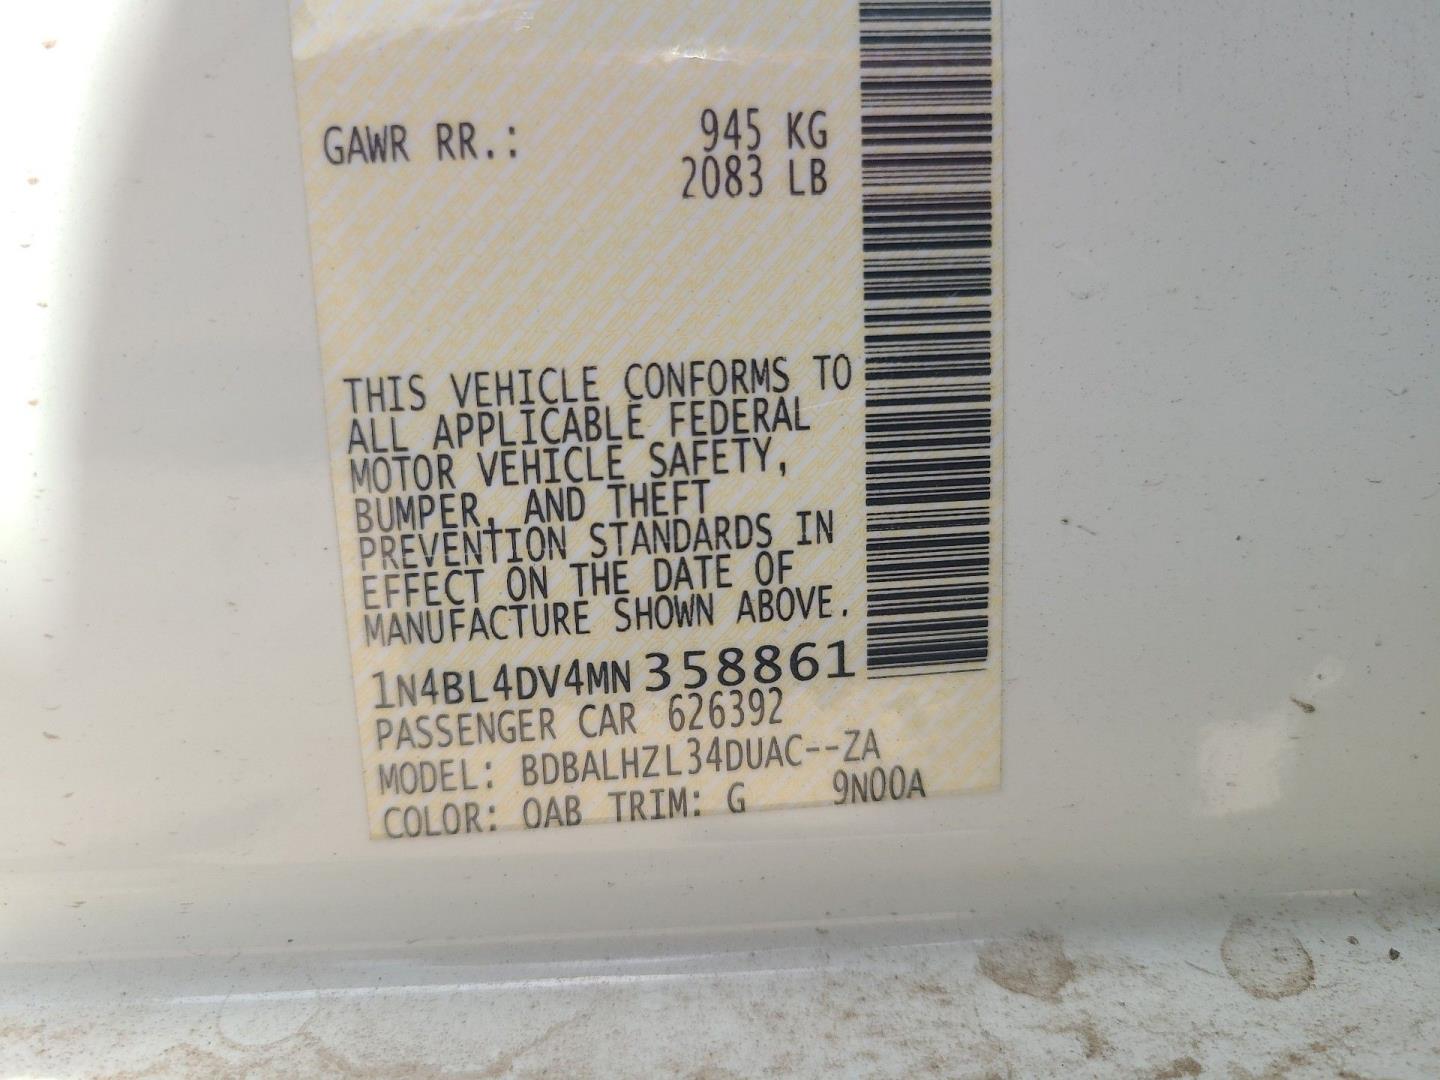 GAWR RR.: 945 KG
2083 LB
THIS VEHICLE CONFORMS TO
ALL APPLICABLE FEDERAL
MOTOR VEHICLE SAFETY,
BUMPER, AND THEFT
PREVENTION STANDARDS IN
EFFECT ON THE DATE OF
MANUFACTURE SHOWN ABOVE.
1N4BL4DV4MN358861
PASSENGER CAR 626392
MODEL: BDBALHZL34DUAC--ZA
COLOR: QAB TRIM: G 9N00A